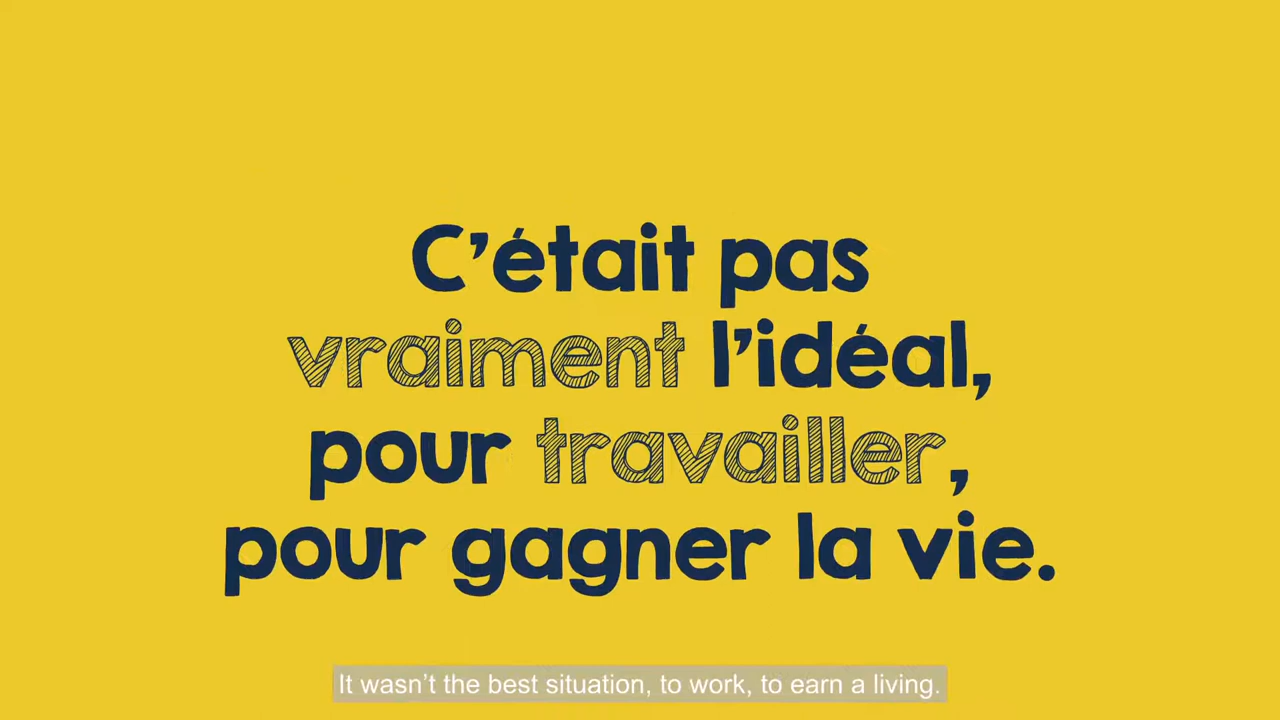 C’était pas
vraiment l’idéal,
pour travailler,
pour gagner la vie.
It wasn’t the best situation, to work, to earn a living.